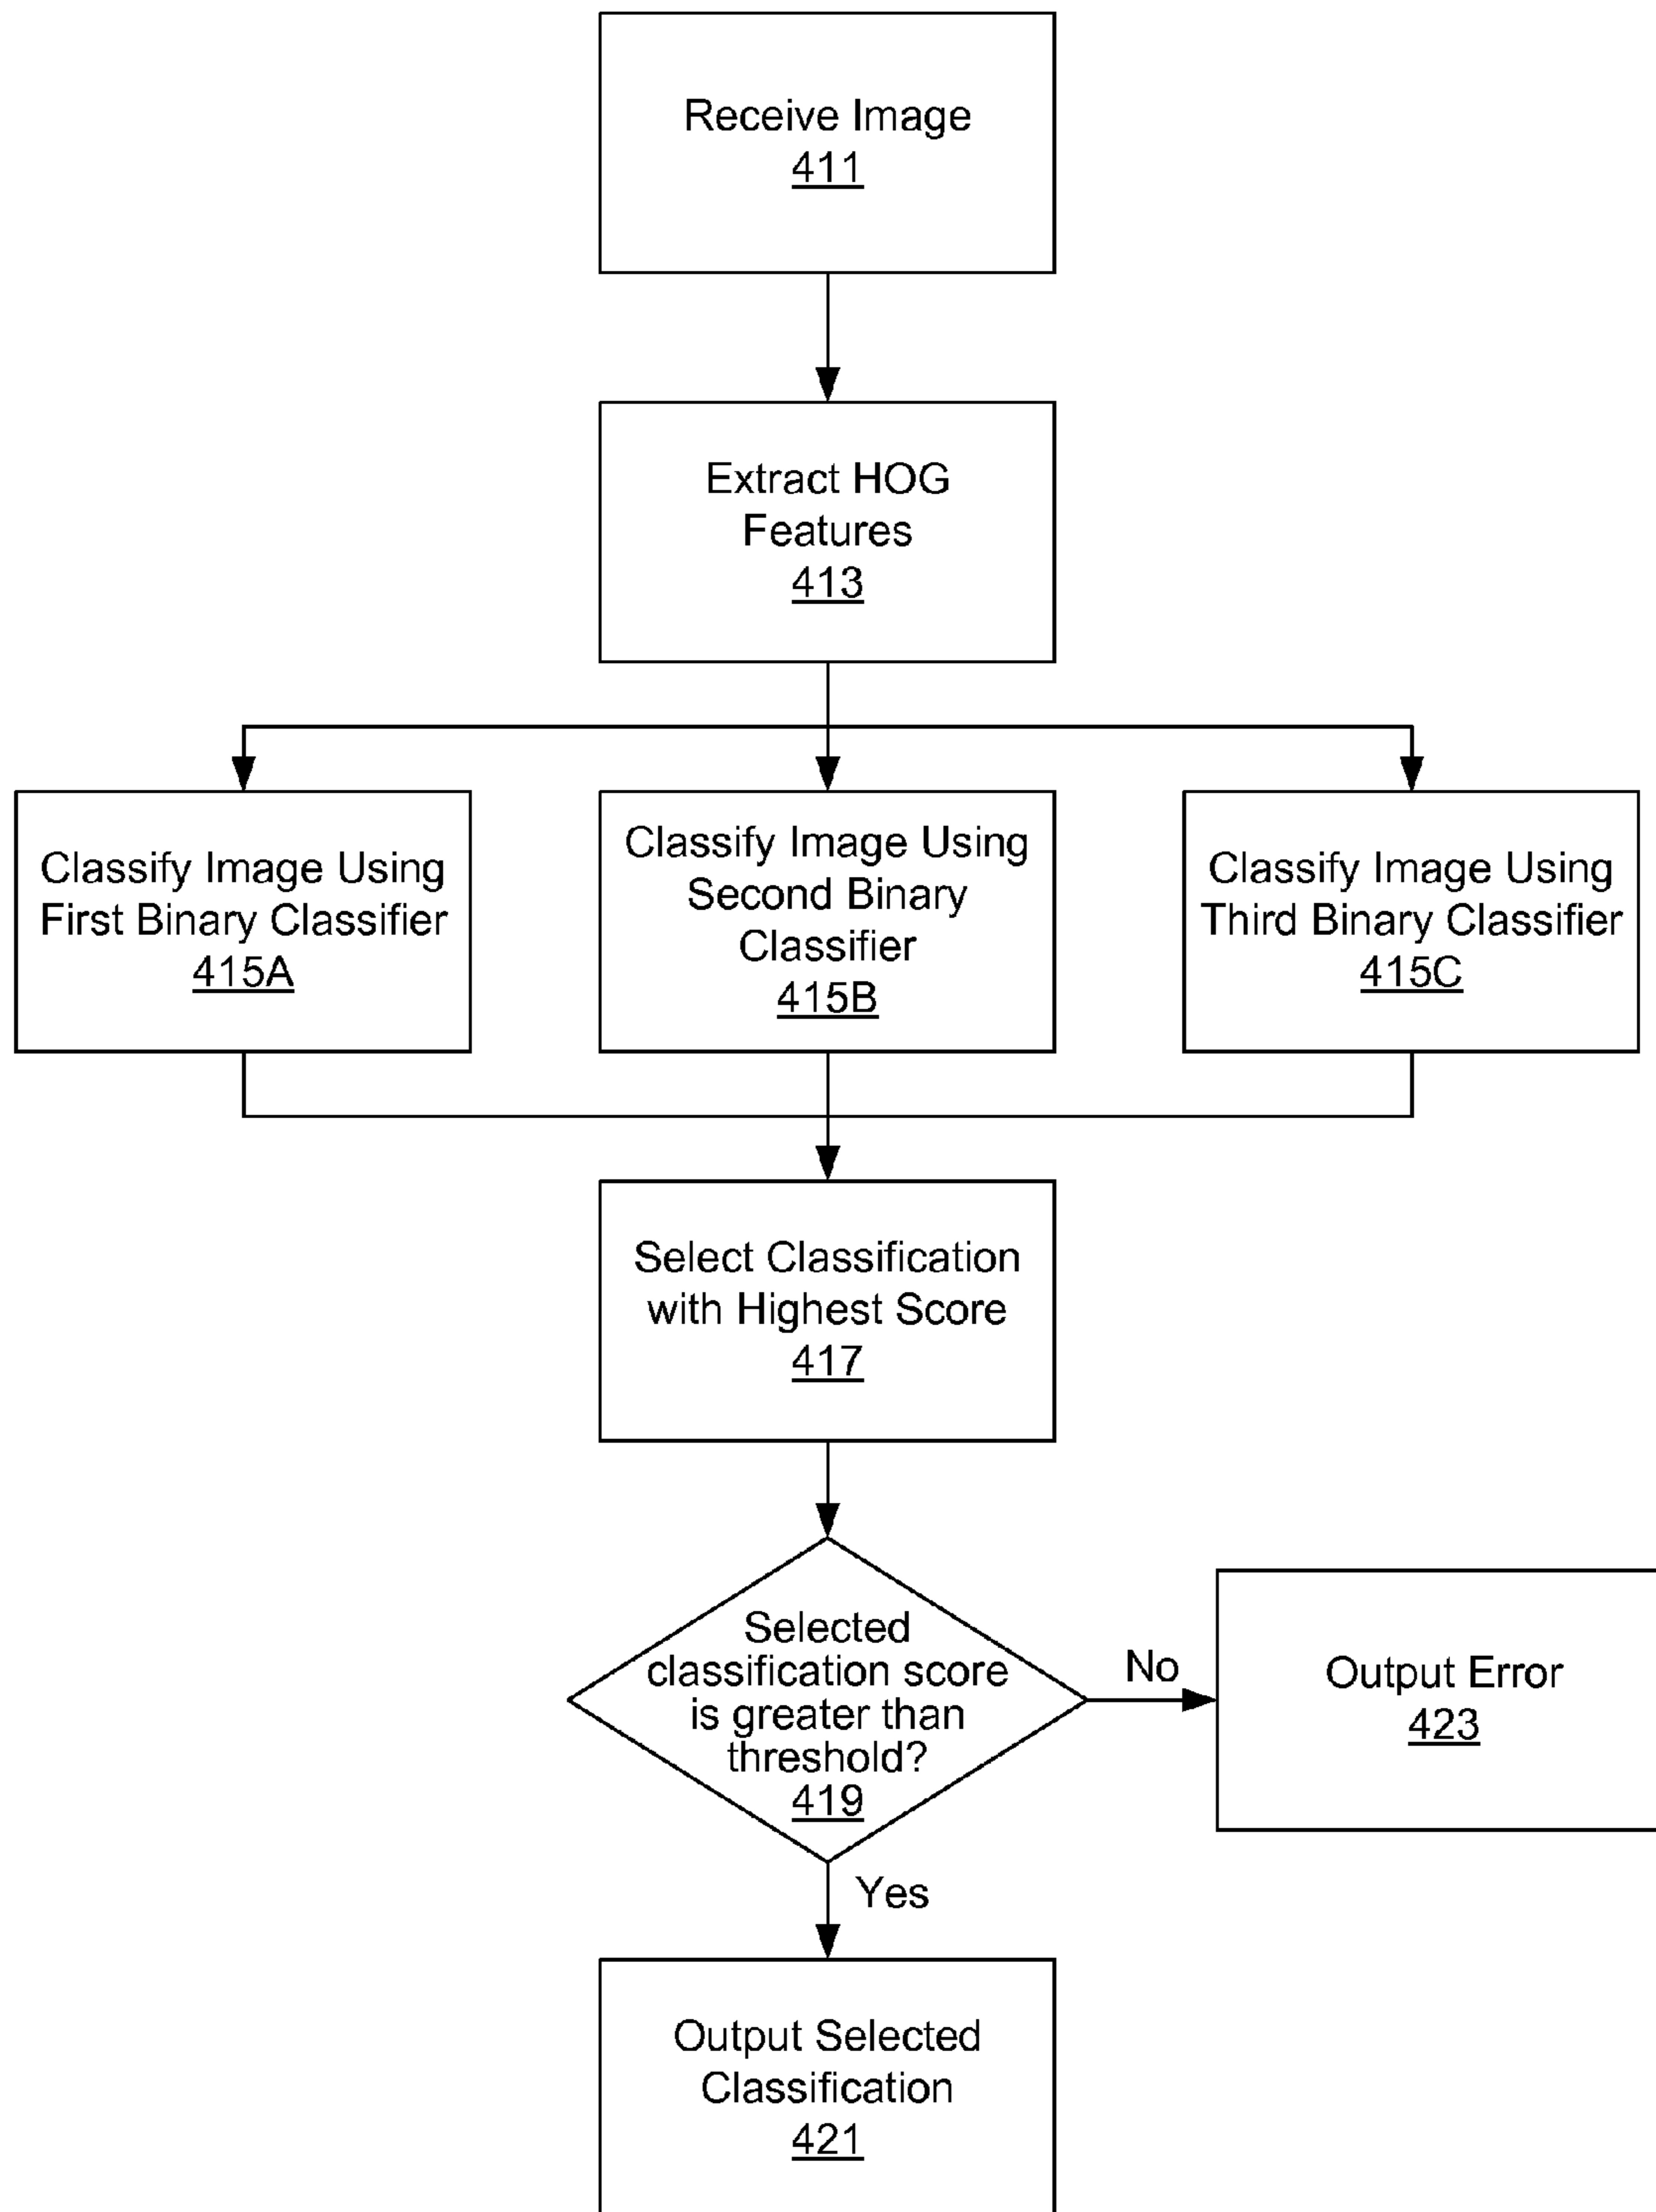 Receive Image
411
Extract HOG
Features
413
Classify Image Using
First Binary Classifier
415A
Classify Image Using
Second Binary
Classifier
415B
Classify Image Using
Third Binary Classifier
415C
Select Classification
with Highest Score
417
Selected
classification score
is greater than
threshold?
419
No
Output Error
423
Yes
Output Selected
Classification
421